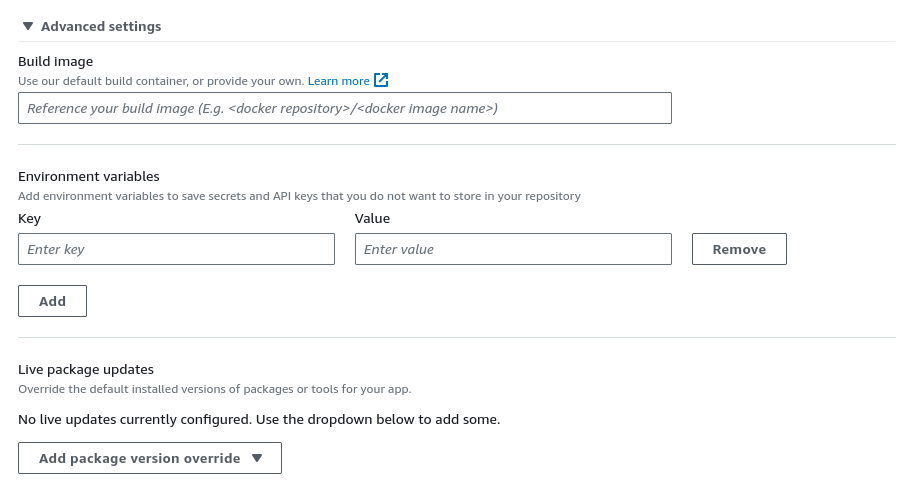 Advanced settings
Build image
Use our default build container, or provide your own. Learn more
Reference your build image (E.g. <docker repository>/<docker image name>)
Environment variables
Add environment variables to save secrets and API keys that you do not want to store in your repository
Key Value
Enter key Enter value Remove
Add
Live package updates
Override the default installed versions of packages or tools for your app.
No live updates currently configured. Use the dropdown below to add some.
Add package version override